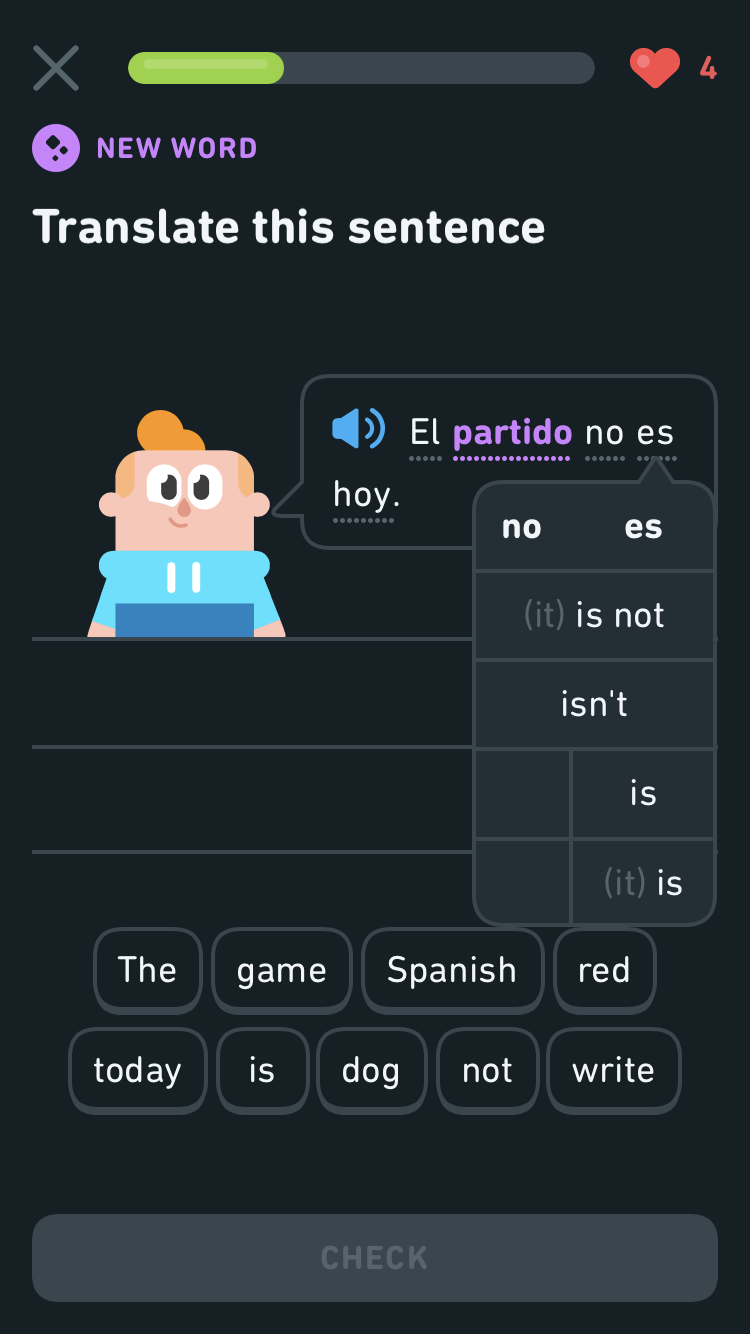 4
NEW WORD
Translate this sentence
El partido no es
hoy.
no es
(it) is not
isn't
is
(it) is
The game Spanish red
today is dog not write
CHECK